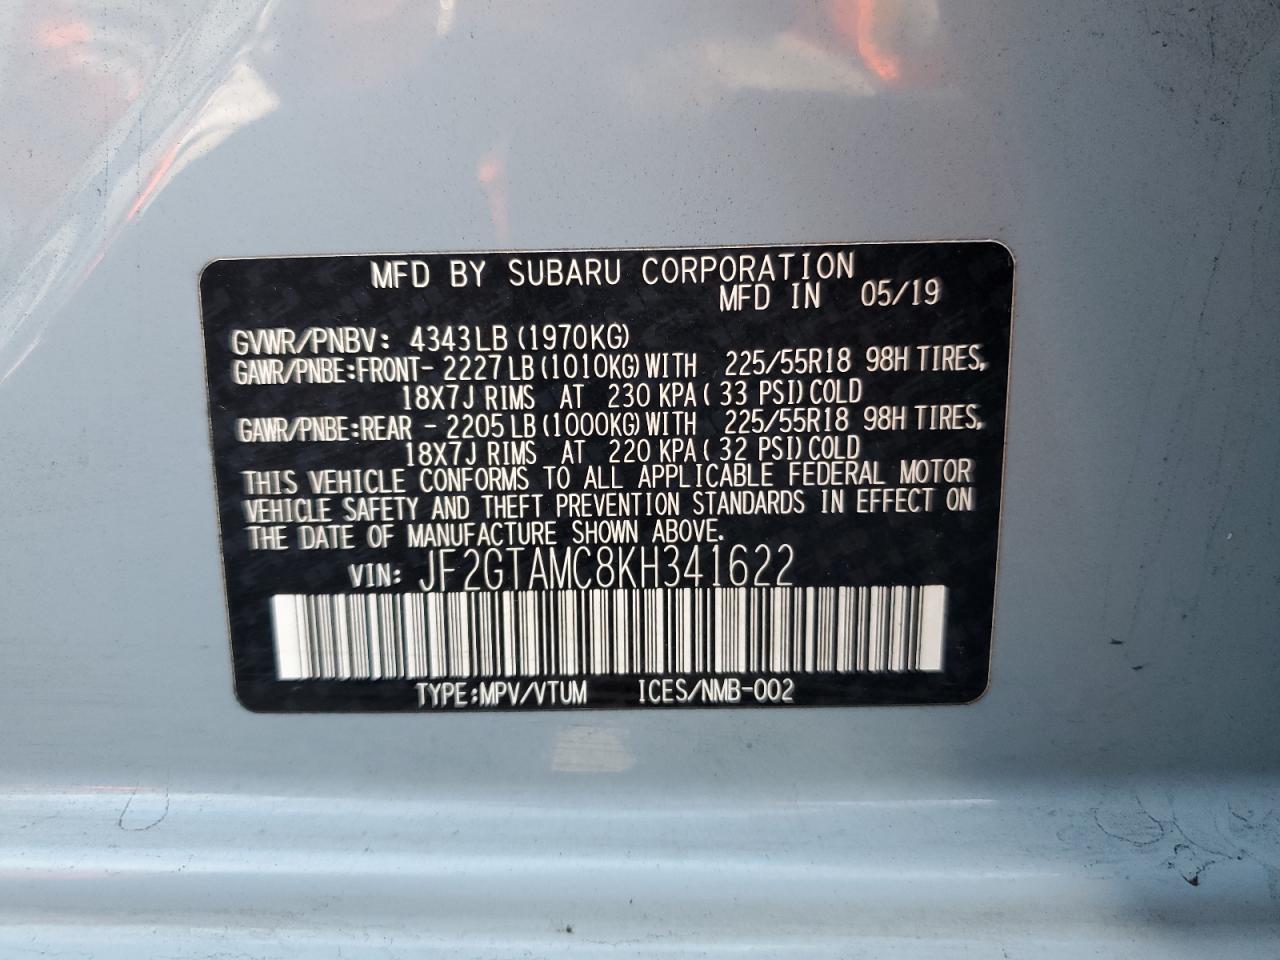 MFD BY SUBARU CORPORATION
MFD IN 05/19
GVWR/PNBV: 4343LB (1970KG)
GAWR/PNBE:FRONT- 2227LB (1010KG) WITH 225/55R18 98H TIRES,
18X7J RIMS AT 230 KPA ( 33 PSI) COLD
GAWR/PNBE:REAR - 2205LB (1000KG) WITH 225/55R18 98H TIRES,
18X7J RIMS AT 220 KPA ( 32 PSI) COLD
THIS VEHICLE CONFORMS TO ALL APPLICABLE FEDERAL MOTOR
VEHICLE SAFETY AND THEFT PREVENTION STANDARDS IN EFFECT ON
THE DATE OF MANUFACTURE SHOWN ABOVE.
VIN: JF2GTAMC8KH341622
TYPE:MPV/VTUM ICES/NMB-002